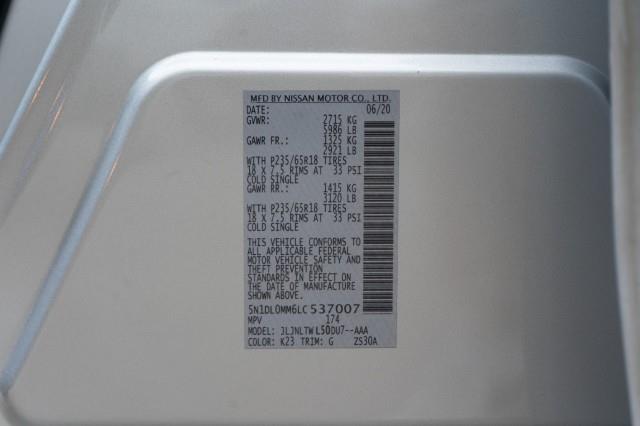 MFD BY NISSAN MOTOR CO., LTD.
DATE: 06/20
GVWR: 2715 KG
5986 LB
GAWR FR.: 1325 KG
2921 LB
WITH P235/65R18 TIRES
18 X 7.5 RIMS AT 33 PSI
COLD SINGLE
GAWR RR.: 1415 KG
3120 LB
WITH P235/65R18 TIRES
18 X 7.5 RIMS AT 33 PSI
COLD SINGLE
THIS VEHICLE CONFORMS TO
ALL APPLICABLE FEDERAL
MOTOR VEHICLE SAFETY AND
THEFT PREVENTION
STANDARDS IN EFFECT ON
THE DATE OF MANUFACTURE
SHOWN ABOVE.
5N1DL0MM6LC537007
MPV 174
MODEL: JLJNLTWL50DU7--AAA
COLOR: K23 TRIM: G ZS30A